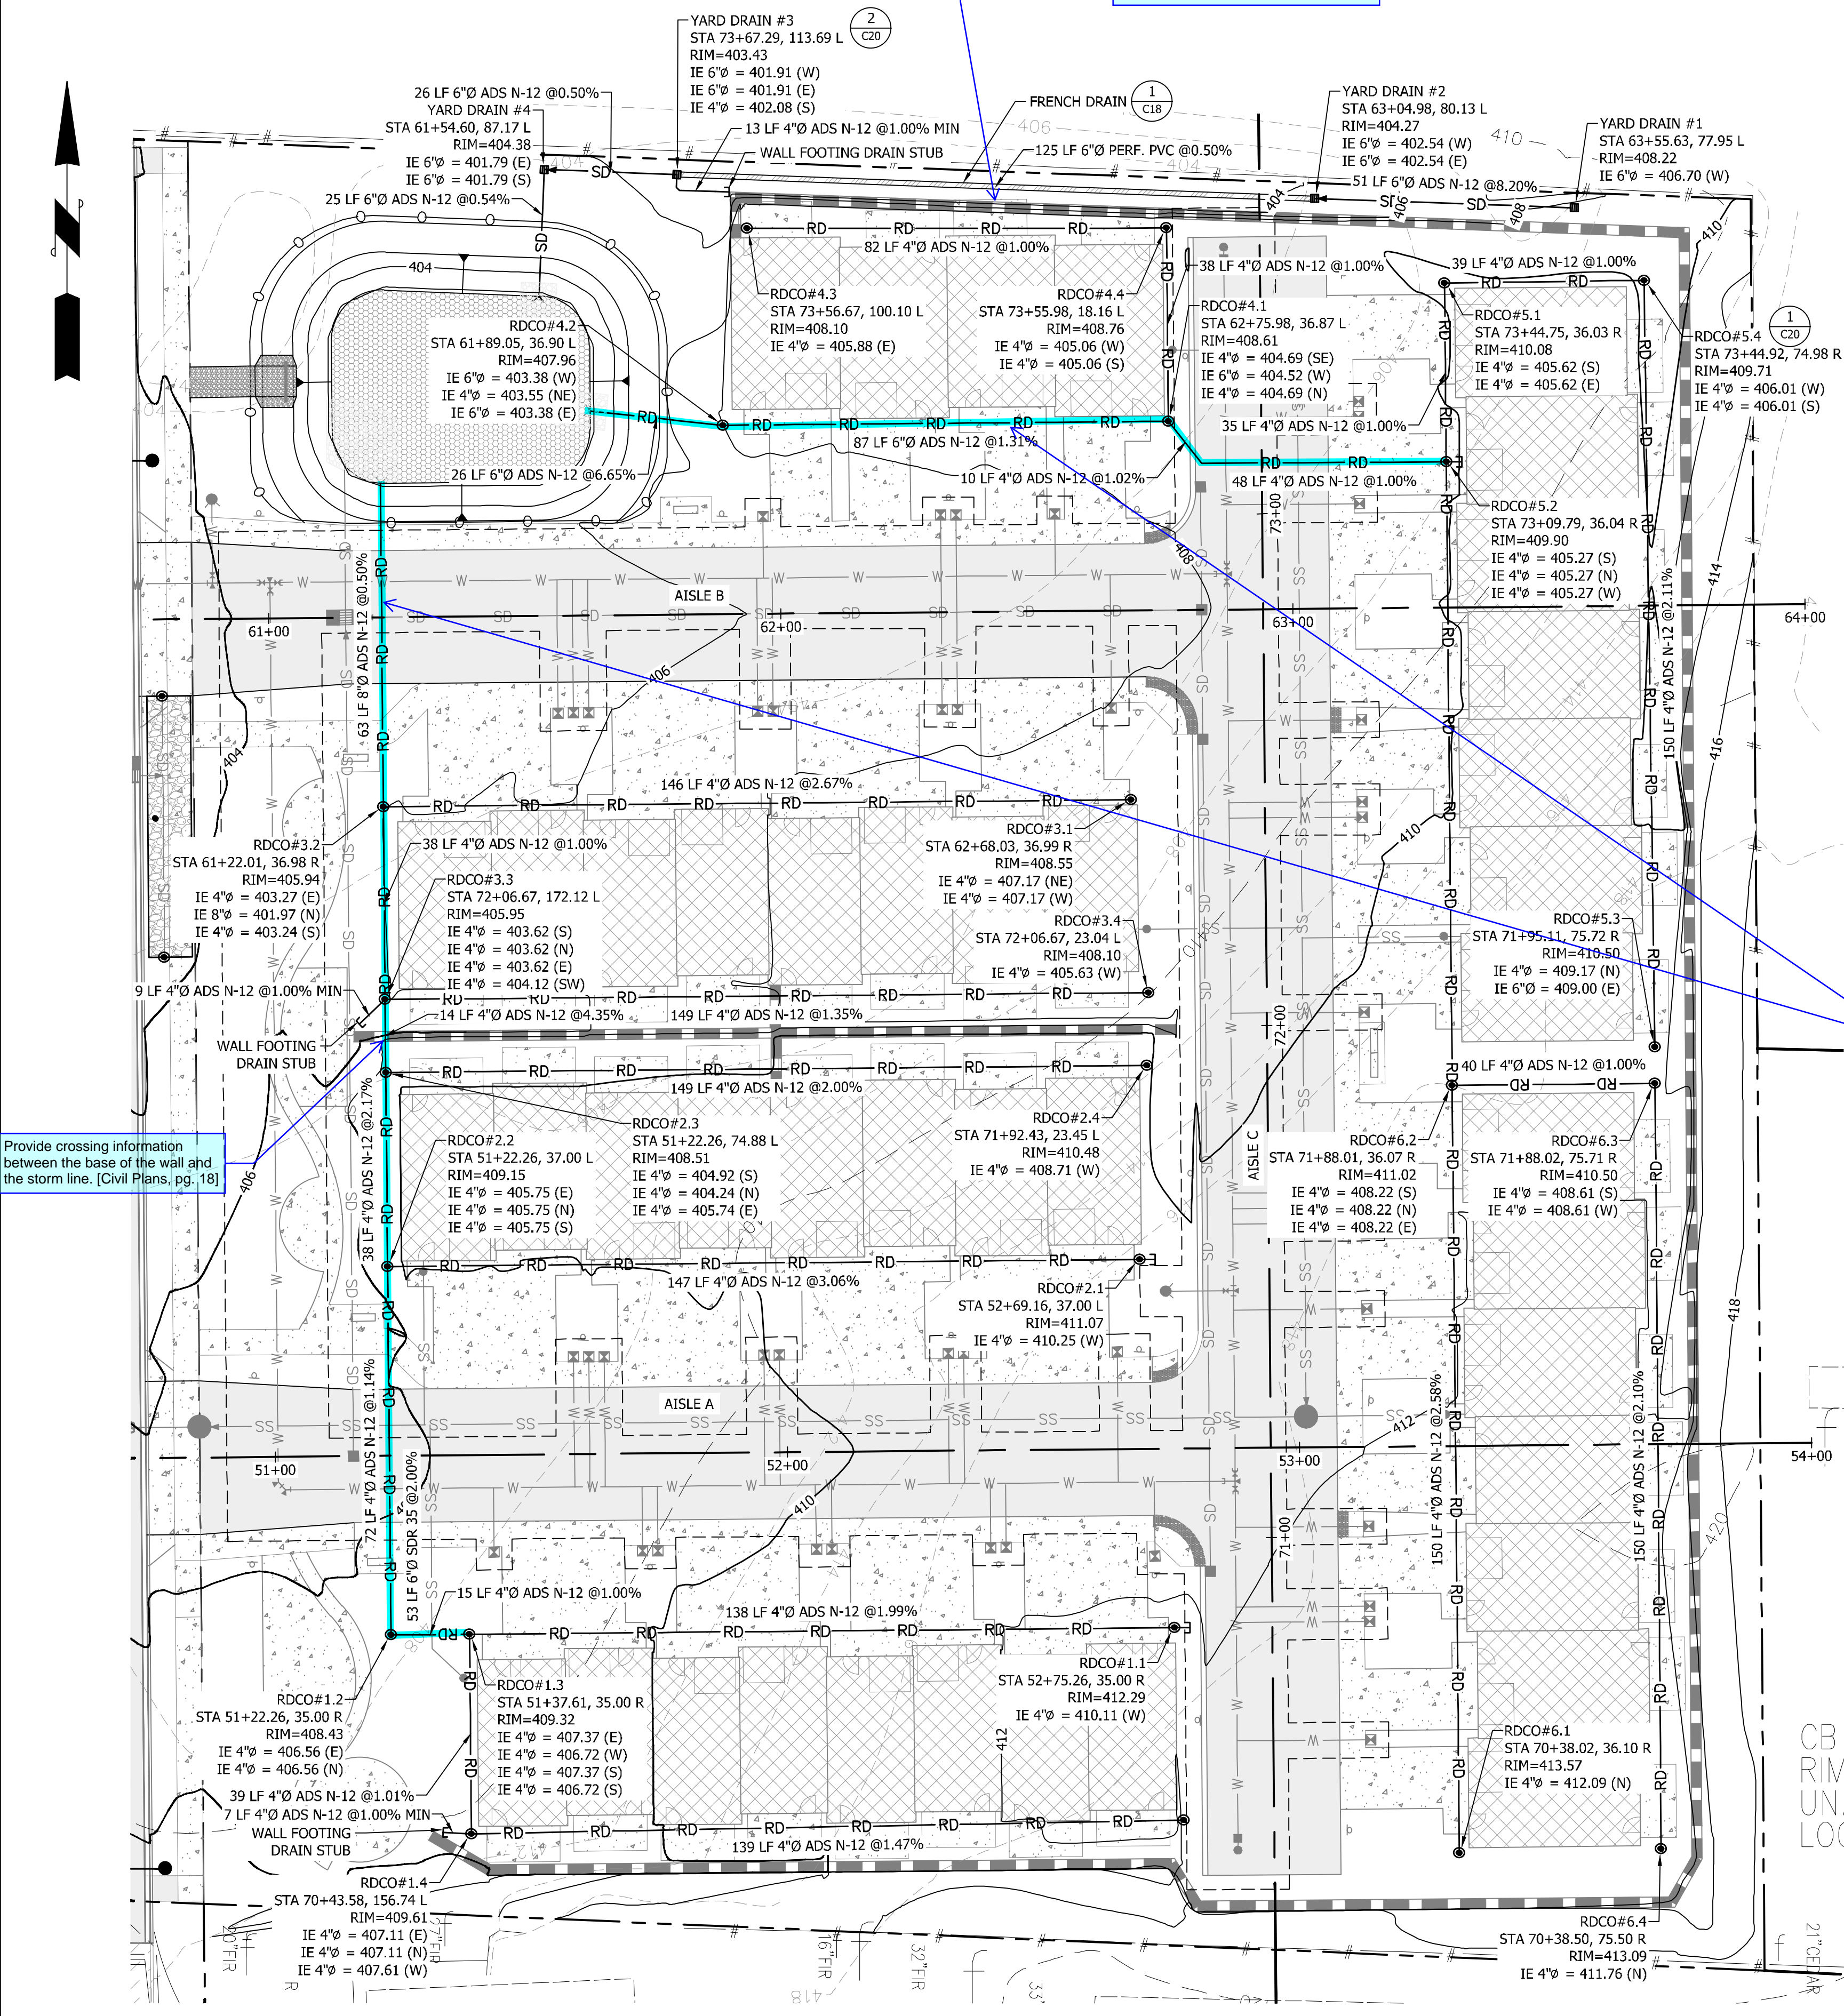 YARD DRAIN #3
STA 73+67.29, 113.69 L
RIM=403.43
IE 6"Ø = 401.91 (W)
IE 6"Ø = 401.91 (E)
IE 4"Ø = 402.08 (S)
2
C20
26 LF 6"Ø ADS N-12 @0.50%
YARD DRAIN #4
STA 61+54.60, 87.17 L
RIM=404.38
IE 6"Ø = 401.79 (E)
IE 6"Ø = 401.79 (S)
25 LF 6"Ø ADS N-12 @0.54%
13 LF 4"Ø ADS N-12 @1.00% MIN
WALL FOOTING DRAIN STUB
FRENCH DRAIN
1
C18
125 LF 6"Ø PERF. PVC @0.50%
YARD DRAIN #2
STA 63+04.98, 80.13 L
RIM=404.27
IE 6"Ø = 402.54 (W)
IE 6"Ø = 402.54 (E)
51 LF 6"Ø ADS N-12 @8.20%
YARD DRAIN #1
STA 63+55.63, 77.95 L
RIM=408.22
IE 6"Ø = 406.70 (W)
82 LF 4"Ø ADS N-12 @1.00%
RDCO#4.3
STA 73+56.67, 100.10 L
RIM=408.10
IE 4"Ø = 405.88 (E)
RDCO#4.4
STA 73+55.98, 18.16 L
RIM=408.76
IE 4"Ø = 405.06 (W)
IE 4"Ø = 405.06 (S)
38 LF 4"Ø ADS N-12 @1.00%
RDCO#4.1
STA 62+75.98, 36.87 L
RIM=408.61
IE 4"Ø = 404.69 (SE)
IE 6"Ø = 404.52 (W)
IE 4"Ø = 404.69 (N)
39 LF 4"Ø ADS N-12 @1.00%
RDCO#5.1
STA 73+44.75, 36.03 R
RIM=410.08
IE 4"Ø = 405.62 (S)
IE 4"Ø = 405.62 (E)
1
C20
RDCO#5.4
STA 73+44.92, 74.98 R
RIM=409.71
IE 4"Ø = 406.01 (W)
IE 4"Ø = 406.01 (S)
RDCO#4.2
STA 61+89.05, 36.90 L
RIM=407.96
IE 6"Ø = 403.38 (W)
IE 4"Ø = 403.55 (NE)
IE 6"Ø = 403.38 (E)
35 LF 4"Ø ADS N-12 @1.00%
87 LF 6"Ø ADS N-12 @1.31%
26 LF 6"Ø ADS N-12 @6.65%
10 LF 4"Ø ADS N-12 @1.02%
48 LF 4"Ø ADS N-12 @1.00%
RDCO#5.2
STA 73+09.79, 36.04 R
RIM=409.90
IE 4"Ø = 405.27 (S)
IE 4"Ø = 405.27 (N)
IE 4"Ø = 405.27 (W)
73+00
63 LF 8"Ø ADS N-12 @0.50%
150 LF 4"Ø ADS N-12 @2.11%
AISLE B
61+00
62+00
63+00
64+00
146 LF 4"Ø ADS N-12 @2.67%
RDCO#3.2
STA 61+22.01, 36.98 R
RIM=405.94
IE 4"Ø = 403.27 (E)
IE 8"Ø = 401.97 (N)
IE 4"Ø = 403.24 (S)
38 LF 4"Ø ADS N-12 @1.00%
RDCO#3.3
STA 72+06.67, 172.12 L
RIM=405.95
IE 4"Ø = 403.62 (S)
IE 4"Ø = 403.62 (N)
IE 4"Ø = 403.62 (E)
IE 4"Ø = 404.12 (SW)
RDCO#3.1
STA 62+68.03, 36.99 R
RIM=408.55
IE 4"Ø = 407.17 (NE)
IE 4"Ø = 407.17 (W)
RDCO#3.4
STA 72+06.67, 23.04 L
RIM=408.10
IE 4"Ø = 405.63 (W)
RDCO#5.3
STA 71+95.11, 75.72 R
RIM=410.50
IE 4"Ø = 409.17 (N)
IE 6"Ø = 409.00 (E)
9 LF 4"Ø ADS N-12 @1.00% MIN
14 LF 4"Ø ADS N-12 @4.35%
149 LF 4"Ø ADS N-12 @1.35%
WALL FOOTING
DRAIN STUB
72+00
149 LF 4"Ø ADS N-12 @2.00%
40 LF 4"Ø ADS N-12 @1.00%
Provide crossing information
between the base of the wall and
the storm line. [Civil Plans, pg. 18]
38 LF 4"Ø ADS N-12 @2.17%
RDCO#2.2
STA 51+22.26, 37.00 L
RIM=409.15
IE 4"Ø = 405.75 (E)
IE 4"Ø = 405.75 (N)
IE 4"Ø = 405.75 (S)
RDCO#2.3
STA 51+22.26, 74.88 L
RIM=408.51
IE 4"Ø = 404.92 (S)
IE 4"Ø = 404.24 (N)
IE 4"Ø = 405.74 (E)
RDCO#2.4
STA 71+92.43, 23.45 L
RIM=410.48
IE 4"Ø = 408.71 (W)
AISLE C
RDCO#6.2
STA 71+88.01, 36.07 R
RIM=411.02
IE 4"Ø = 408.22 (S)
IE 4"Ø = 408.22 (N)
IE 4"Ø = 408.22 (E)
RDCO#6.3
STA 71+88.02, 75.71 R
RIM=410.50
IE 4"Ø = 408.61 (S)
IE 4"Ø = 408.61 (W)
147 LF 4"Ø ADS N-12 @3.06%
RDCO#2.1
STA 52+69.16, 37.00 L
RIM=411.07
IE 4"Ø = 410.25 (W)
72 LF 4"Ø ADS N-12 @1.14%
53 LF 6"Ø SDR 35 @2.00%
AISLE A
51+00
52+00
53+00
54+00
71+00
150 LF 4"Ø ADS N-12 @2.58%
150 LF 4"Ø ADS N-12 @2.10%
15 LF 4"Ø ADS N-12 @1.00%
138 LF 4"Ø ADS N-12 @1.99%
RDCO#1.2
STA 51+22.26, 35.00 R
RIM=408.43
IE 4"Ø = 406.56 (E)
IE 4"Ø = 406.56 (N)
RDCO#1.3
STA 51+37.61, 35.00 R
RIM=409.32
IE 4"Ø = 407.37 (E)
IE 4"Ø = 406.72 (W)
IE 4"Ø = 407.37 (S)
IE 4"Ø = 406.72 (S)
RDCO#1.1
STA 52+75.26, 35.00 R
RIM=412.29
IE 4"Ø = 410.11 (W)
RDCO#6.1
STA 70+38.02, 36.10 R
RIM=413.57
IE 4"Ø = 412.09 (N)
39 LF 4"Ø ADS N-12 @1.01%
7 LF 4"Ø ADS N-12 @1.00% MIN
WALL FOOTING
DRAIN STUB
139 LF 4"Ø ADS N-12 @1.47%
RDCO#1.4
STA 70+43.58, 156.74 L
RIM=409.61
IE 4"Ø = 407.11 (E)
IE 4"Ø = 407.11 (N)
IE 4"Ø = 407.61 (W)
RDCO#6.4
STA 70+38.50, 75.50 R
RIM=413.09
IE 4"Ø = 411.76 (N)
20"FIR
16"FIR
32"FIR
21"CEDAR
418
CB
RIM
UN
LOC